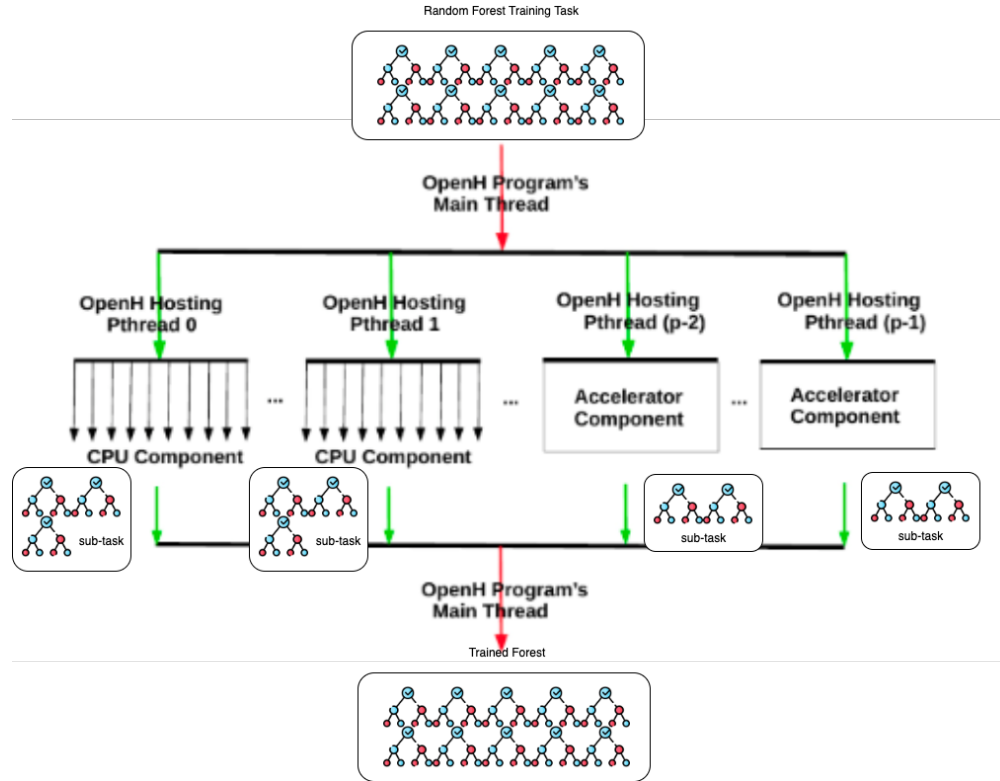 Random Forest Training Task
OpenH Program's
Main Thread
OpenH Hosting
Pthread 0
OpenH Hosting
Pthread 1
OpenH Hosting
Pthread (p-2)
OpenH Hosting
Pthread (p-1)
...
...
Accelerator
Component
...
Accelerator
Component
CPU Component
CPU Component
sub-task
sub-task
sub-task
sub-task
OpenH Program's
Main Thread
Trained Forest